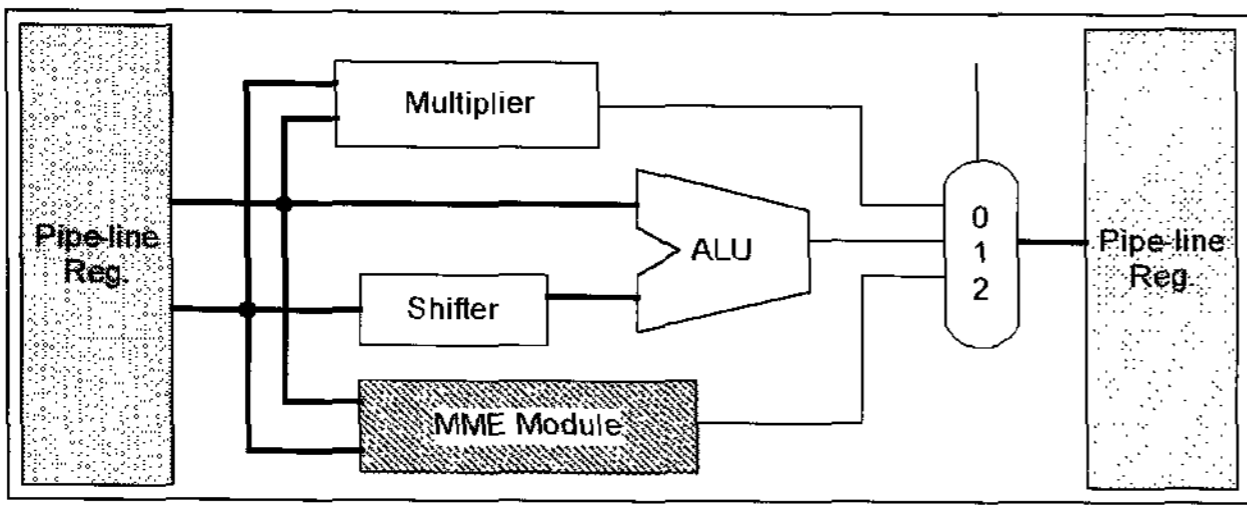 Multiplier
Pipe-line
Reg.
ALU
0
1
2
Pipe-line
Reg.
Shifter
MME Module